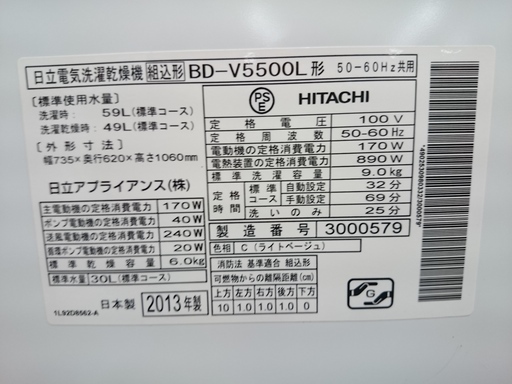 日立電気洗濯乾燥機 組込形 BD-V5500L形 50-60Hz共用
[標準使用水量]
洗濯時： 59L(標準コース)
洗濯乾燥時：49L(標準コース)
[外形寸法]
幅735×奥行620×高さ1060mm
日立アプライアンス(株)
主電動機の定格消費電力 170W
ポンプ電動機の定格消費電力 40W
送風電動機の定格消費電力 240W
循環ポンプ電動機の定格消費電力 20W
標準乾燥容量 6.0kg
標準水量 30L(標準コース)
日本製 2013年製
1L92D8562-A
PSE HITACHI
定格電圧 100V
定格周波数 50-60Hz
電動機の定格消費電力 170W
電熱装置の定格消費電力 890W
標準洗濯容量 9.0kg
定格時間 標準コース 自動設定 32分
手動設定 69分
洗いのみ 25分
製造番号 3000579
色相 C(ライトベージュ)
消防法 基準適合 組込形
可燃物からの離隔距離(cm)
上方 左方 右方 前方 後方 下方
10 1.0 1.0 1.0 1.0 0
G